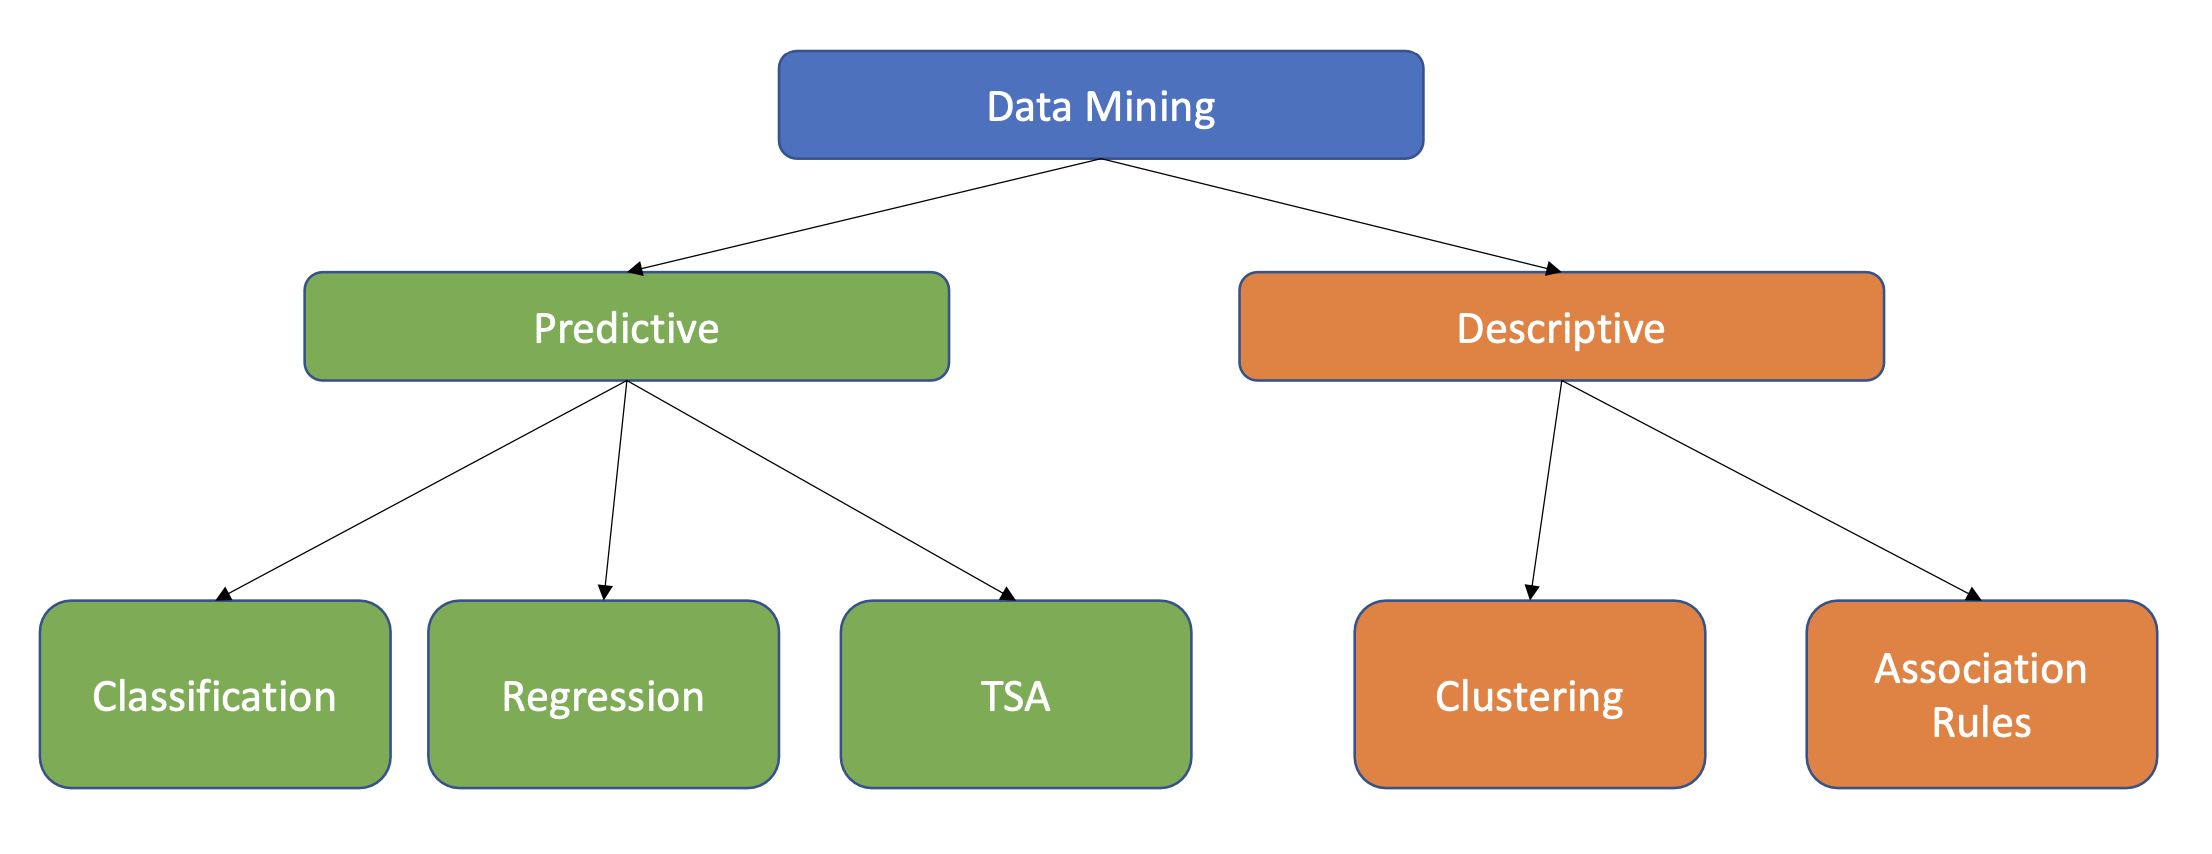 Data Mining
Predictive
Descriptive
Classification
Regression
TSA
Clustering
Association
Rules